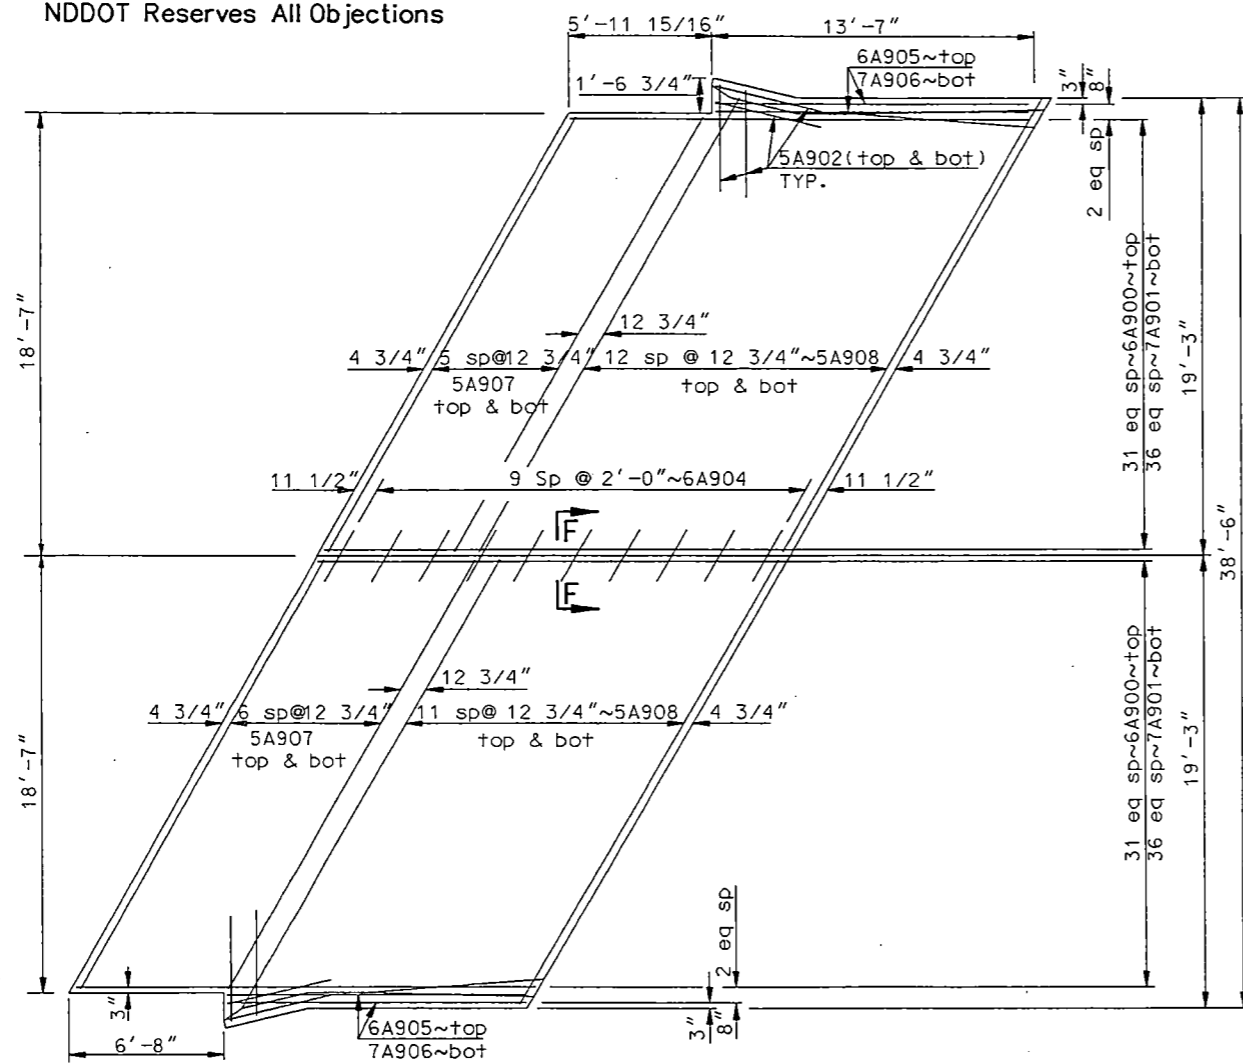 NDDOT Reserves All Objections
5'-11 15/16"
13'-7"
6A905~top
7A906~bot
1'-6 3/4"
3"
8"
2 eq sp
5A902(top & bot)
TYP.
18'-7"
31 eq sp~6A900~top
36 eq sp~7A901~bot
19'-3"
38'-6"
12 3/4"
4 3/4"
5 sp@12 3/4"
5A907
top & bot
12 sp @ 12 3/4"~5A908
top & bot
4 3/4"
11 1/2"
9 Sp @ 2'-0"~6A904
11 1/2"
F
F
18'-7"
12 3/4"
4 3/4"
6 sp@12 3/4"
5A907
top & bot
11 sp@ 12 3/4"~5A908
top & bot
4 3/4"
31 eq sp~6A900~top
36 eq sp~7A901~bot
19'-3"
2 eq sp
3"
3"
8"
6A905~top
7A906~bot
6'-8"